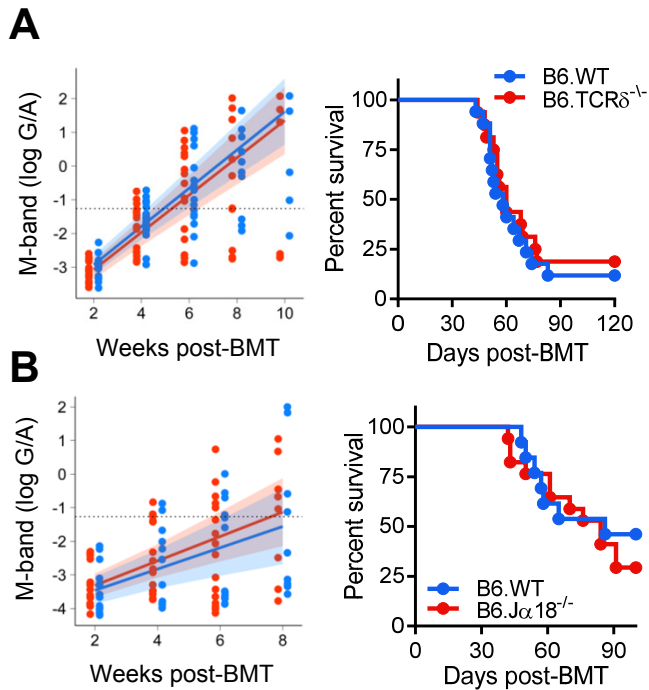 A
M-band (log G/A)
2
1
0
-1
-2
-3
2
4
6
8
10
Weeks post-BMT
Percent survival
100
75
50
25
0
0
30
60
90
120
Days post-BMT
B6.WT
B6.TCRδ-\-
B
M-band (log G/A)
2
1
0
-1
-2
-3
-4
2
4
6
8
Weeks post-BMT
Percent survival
100
75
50
25
0
0
30
60
90
Days post-BMT
B6.WT
B6.Jα18-/-